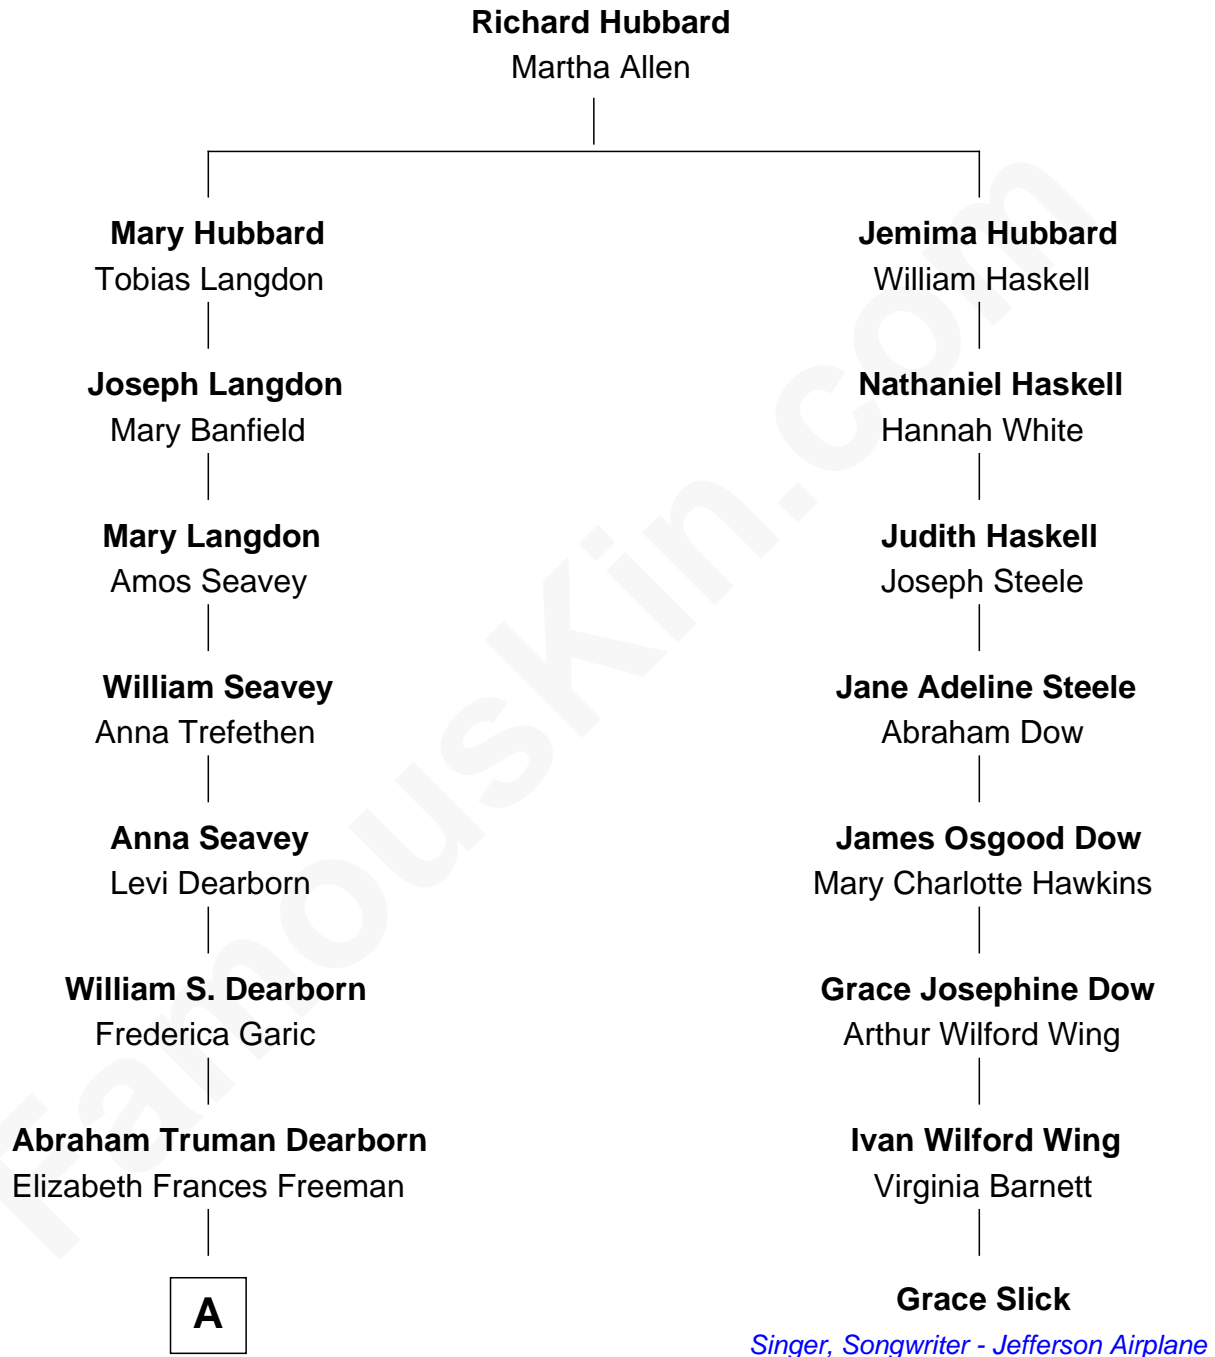 Richard Hubbard
Martha Allen
Mary Hubbard
Tobias Langdon
Jemima Hubbard
William Haskell
Joseph Langdon
Mary Banfield
Nathaniel Haskell
Hannah White
Mary Langdon
Amos Seavey
Judith Haskell
Joseph Steele
William Seavey
Anna Trefethen
Jane Adeline Steele
Abraham Dow
Anna Seavey
Levi Dearborn
James Osgood Dow
Mary Charlotte Hawkins
William S. Dearborn
Frederica Garic
Grace Josephine Dow
Arthur Wilford Wing
Abraham Truman Dearborn
Elizabeth Frances Freeman
Ivan Wilford Wing
Virginia Barnett
A
Grace Slick
Singer, Songwriter - Jefferson Airplane
FamousKin.com